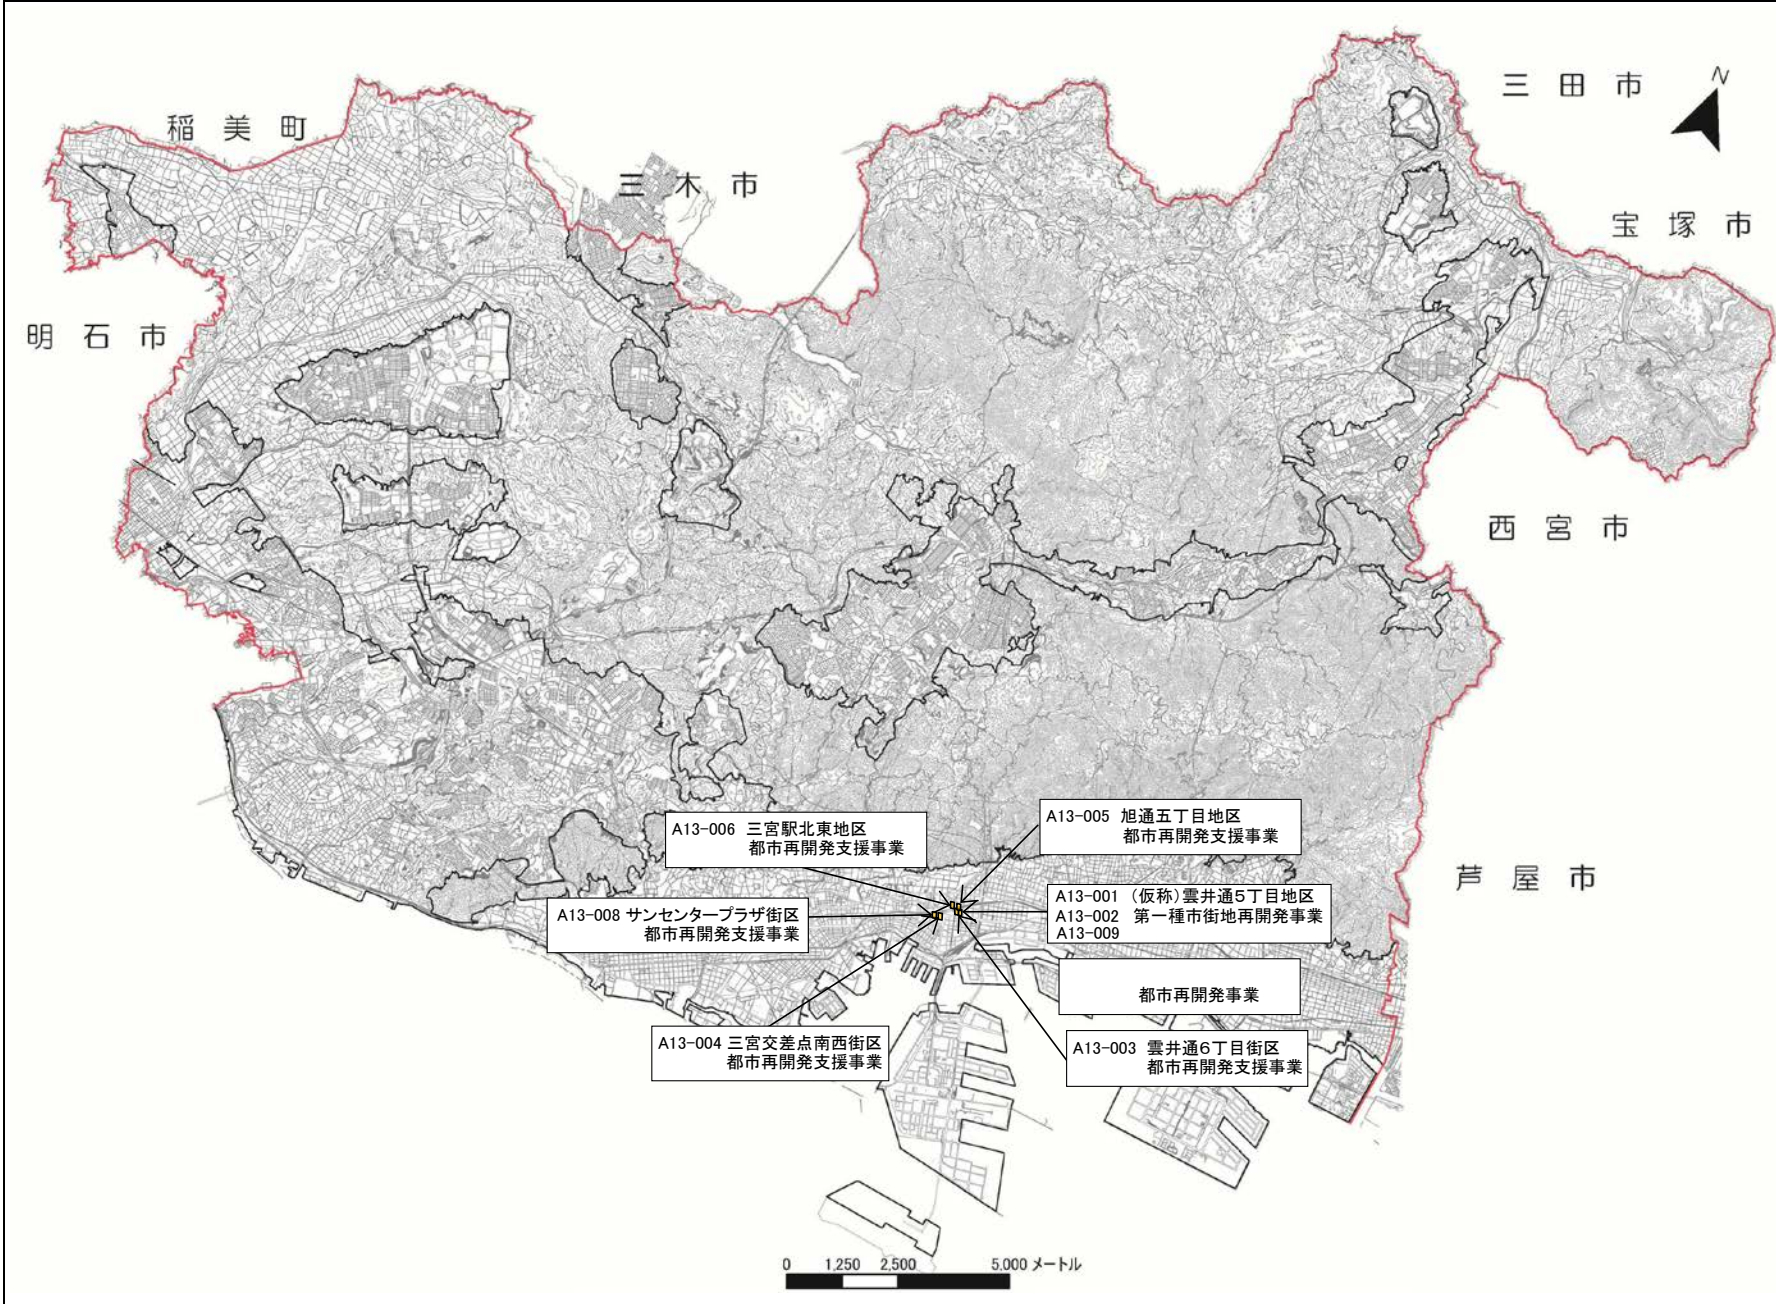 三田市
N
稲美町
三木市
宝塚市
明石市
西宮市
A13-006 三宮駅北東地区
都市再開発支援事業
A13-005 旭通五丁目地区
都市再開発支援事業
芦屋市
A13-008 サンセンタープラザ街区
都市再開発支援事業
A13-001 (仮称)雲井通5丁目地区
A13-002 第一種市街地再開発事業
A13-009
都市再開発事業
A13-004 三宮交差点南西街区
都市再開発支援事業
A13-003 雲井通6丁目街区
都市再開発支援事業
0 1,250 2,500 5,000 メートル